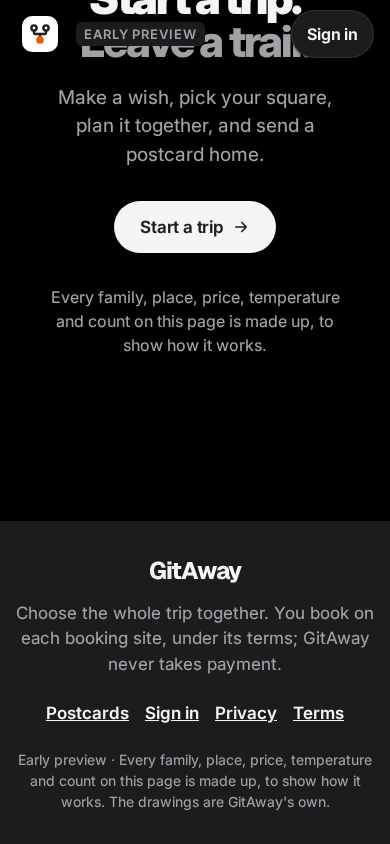 Start a trip.
EARLY PREVIEW
Sign in
Leave a trail.
Make a wish, pick your square,
plan it together, and send a
postcard home.
Start a trip →
Every family, place, price, temperature
and count on this page is made up, to
show how it works.
GitAway
Choose the whole trip together. You book on
each booking site, under its terms; GitAway
never takes payment.
Postcards Sign in Privacy Terms
Early preview · Every family, place, price, temperature
and count on this page is made up, to show how it
works. The drawings are GitAway's own.